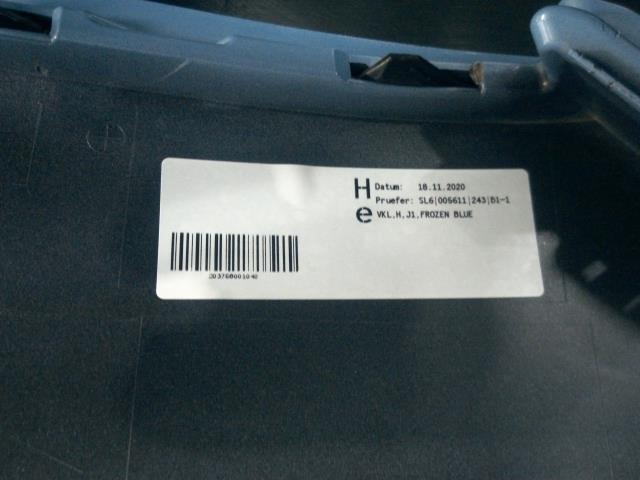 H
e
Datum: 18.11.2020
Pruefer: SL6|005611|243|B1-1
VKL,H,J1,FROZEN BLUE